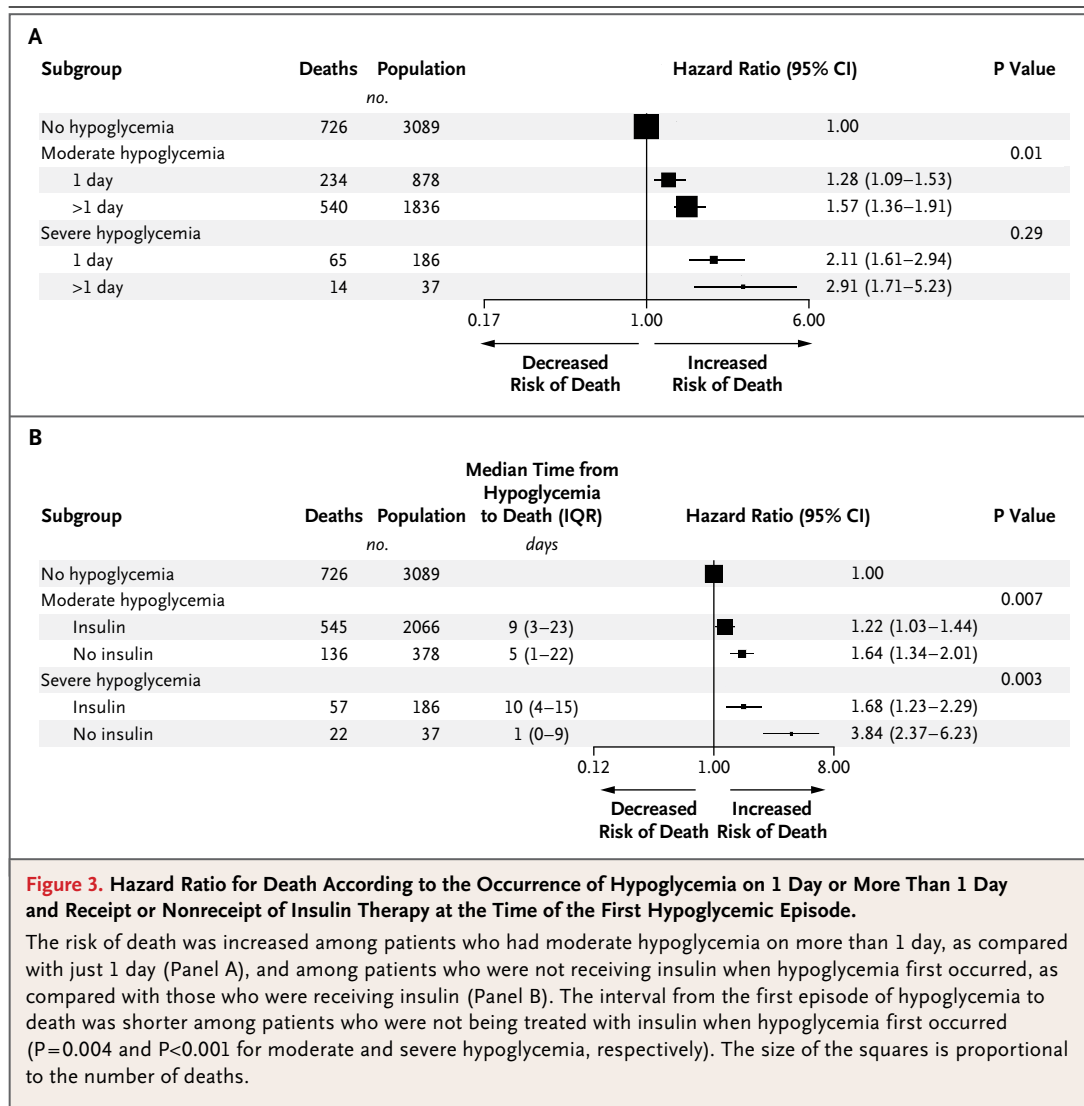 A
Subgroup Deaths Population Hazard Ratio (95% CI) P Value
no.
No hypoglycemia 726 3089 1.00
Moderate hypoglycemia 0.01
1 day 234 878 1.28 (1.09–1.53)
>1 day 540 1836 1.57 (1.36–1.91)
Severe hypoglycemia 0.29
1 day 65 186 2.11 (1.61–2.94)
>1 day 14 37 2.91 (1.71–5.23)
0.17 1.00 6.00
Decreased Increased
Risk of Death Risk of Death
B
Median Time from
Hypoglycemia
Subgroup Deaths Population to Death (IQR) Hazard Ratio (95% CI) P Value
no. days
No hypoglycemia 726 3089 1.00
Moderate hypoglycemia 0.007
Insulin 545 2066 9 (3–23) 1.22 (1.03–1.44)
No insulin 136 378 5 (1–22) 1.64 (1.34–2.01)
Severe hypoglycemia 0.003
Insulin 57 186 10 (4–15) 1.68 (1.23–2.29)
No insulin 22 37 1 (0–9) 3.84 (2.37–6.23)
0.12 1.00 8.00
Decreased Increased
Risk of Death Risk of Death
Figure 3. Hazard Ratio for Death According to the Occurrence of Hypoglycemia on 1 Day or More Than 1 Day
and Receipt or Nonreceipt of Insulin Therapy at the Time of the First Hypoglycemic Episode.
The risk of death was increased among patients who had moderate hypoglycemia on more than 1 day, as compared
with just 1 day (Panel A), and among patients who were not receiving insulin when hypoglycemia first occurred, as
compared with those who were receiving insulin (Panel B). The interval from the first episode of hypoglycemia to
death was shorter among patients who were not being treated with insulin when hypoglycemia first occurred
(P=0.004 and P<0.001 for moderate and severe hypoglycemia, respectively). The size of the squares is proportional
to the number of deaths.